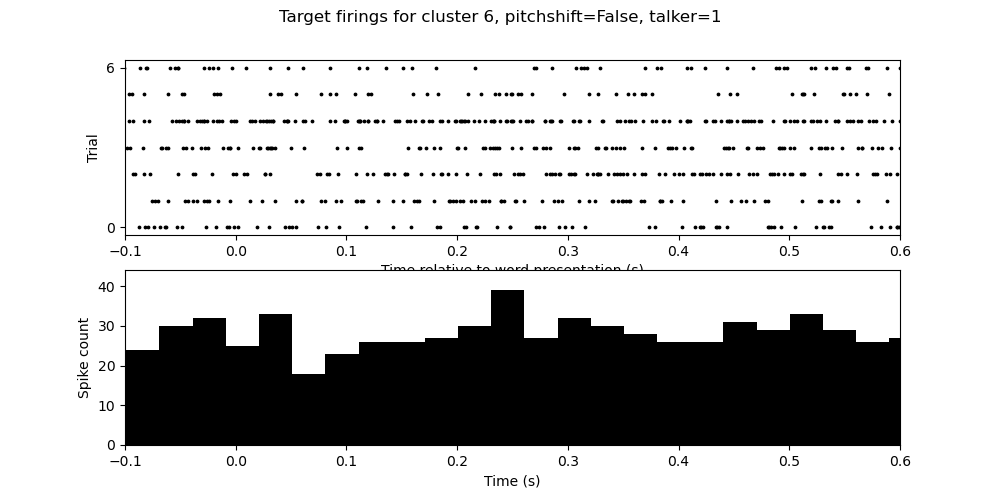 Target firings for cluster 6, pitchshift=False, talker=1
6
Trial
0
−0.1 0.0 0.1 0.2 0.3 0.4 0.5 0.6
Time relative to word presentation (s)
40
30
Spike count
20
10
0
−0.1 0.0 0.1 0.2 0.3 0.4 0.5 0.6
Time (s)